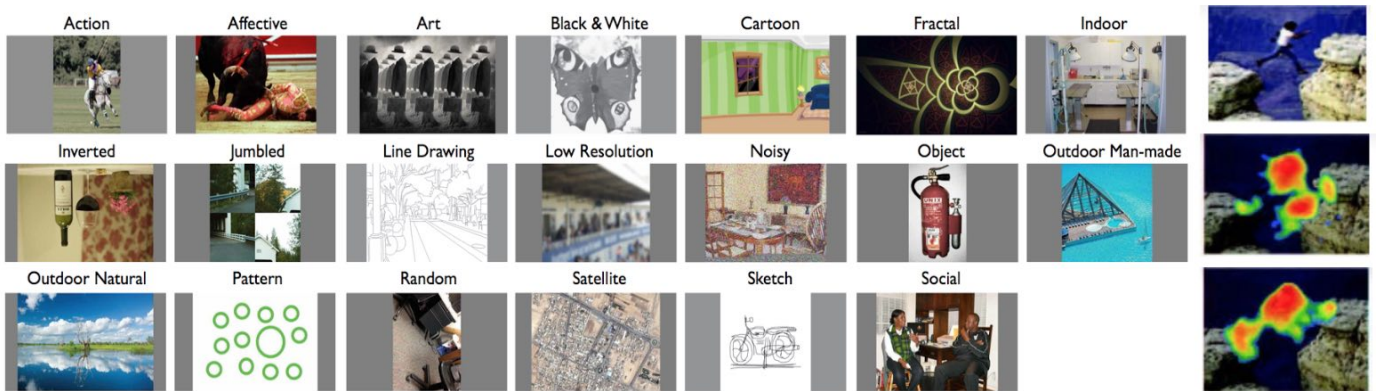 Action Affective Art Black & White Cartoon Fractal Indoor
Inverted Jumbled Line Drawing Low Resolution Noisy Object Outdoor Man-made
Outdoor Natural Pattern Random Satellite Sketch Social